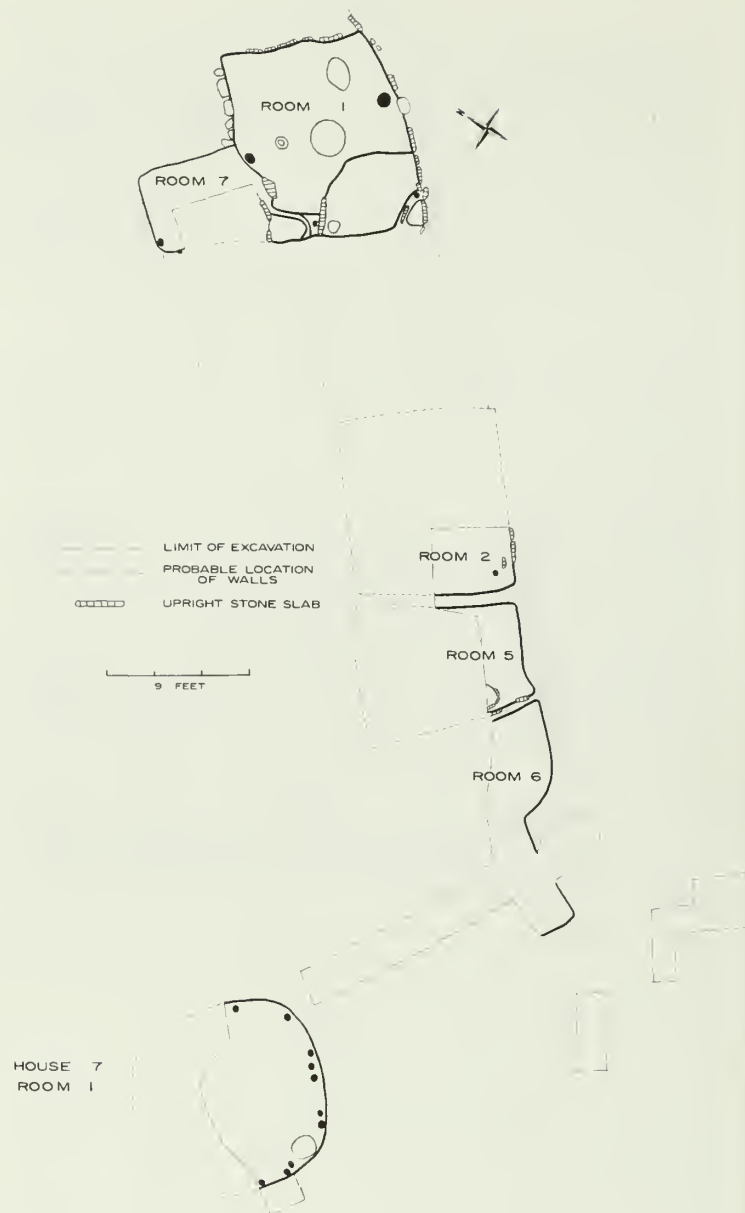 ROOM 1
N
ROOM 7
LIMIT OF EXCAVATION
PROBABLE LOCATION
OF WALLS
UPRIGHT STONE SLAB
9 FEET
ROOM 2
ROOM 5
ROOM 6
HOUSE 7
ROOM 1